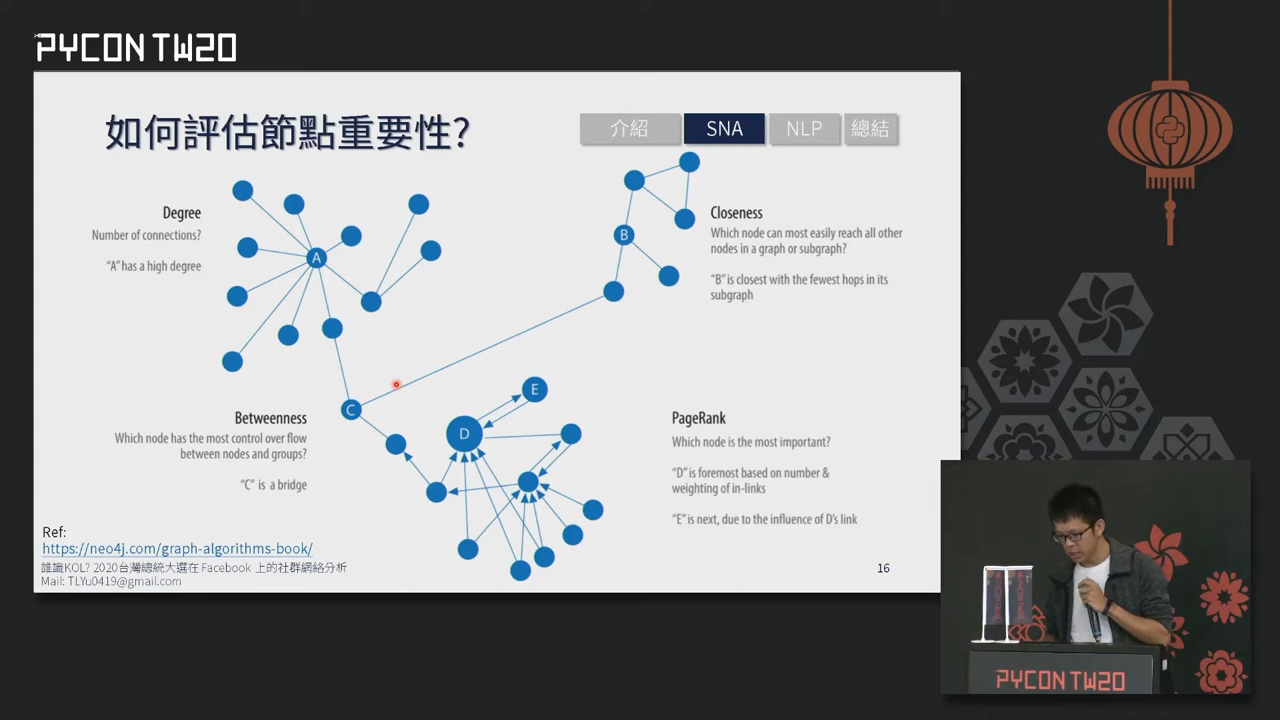 PYCON TW20
如何評估節點重要性?
介紹
SNA
NLP
總結
Degree
Number of connections?
“A” has a high degree
A
B
Closeness
Which node can most easily reach all other
nodes in a graph or subgraph?
“B” is closest with the fewest hops in its
subgraph
Betweenness
Which node has the most control over flow
between nodes and groups?
“C” is a bridge
C
D
E
PageRank
Which node is the most important?
“D” is foremost based on number &
weighting of in-links
“E” is next, due to the influence of D’s link
Ref:
https://neo4j.com/graph-algorithms-book/
誰識KOL? 2020台灣總統大選在 Facebook 上的社群網絡分析
Mail: TLYu0419@gmail.com
16
PYCON TW20